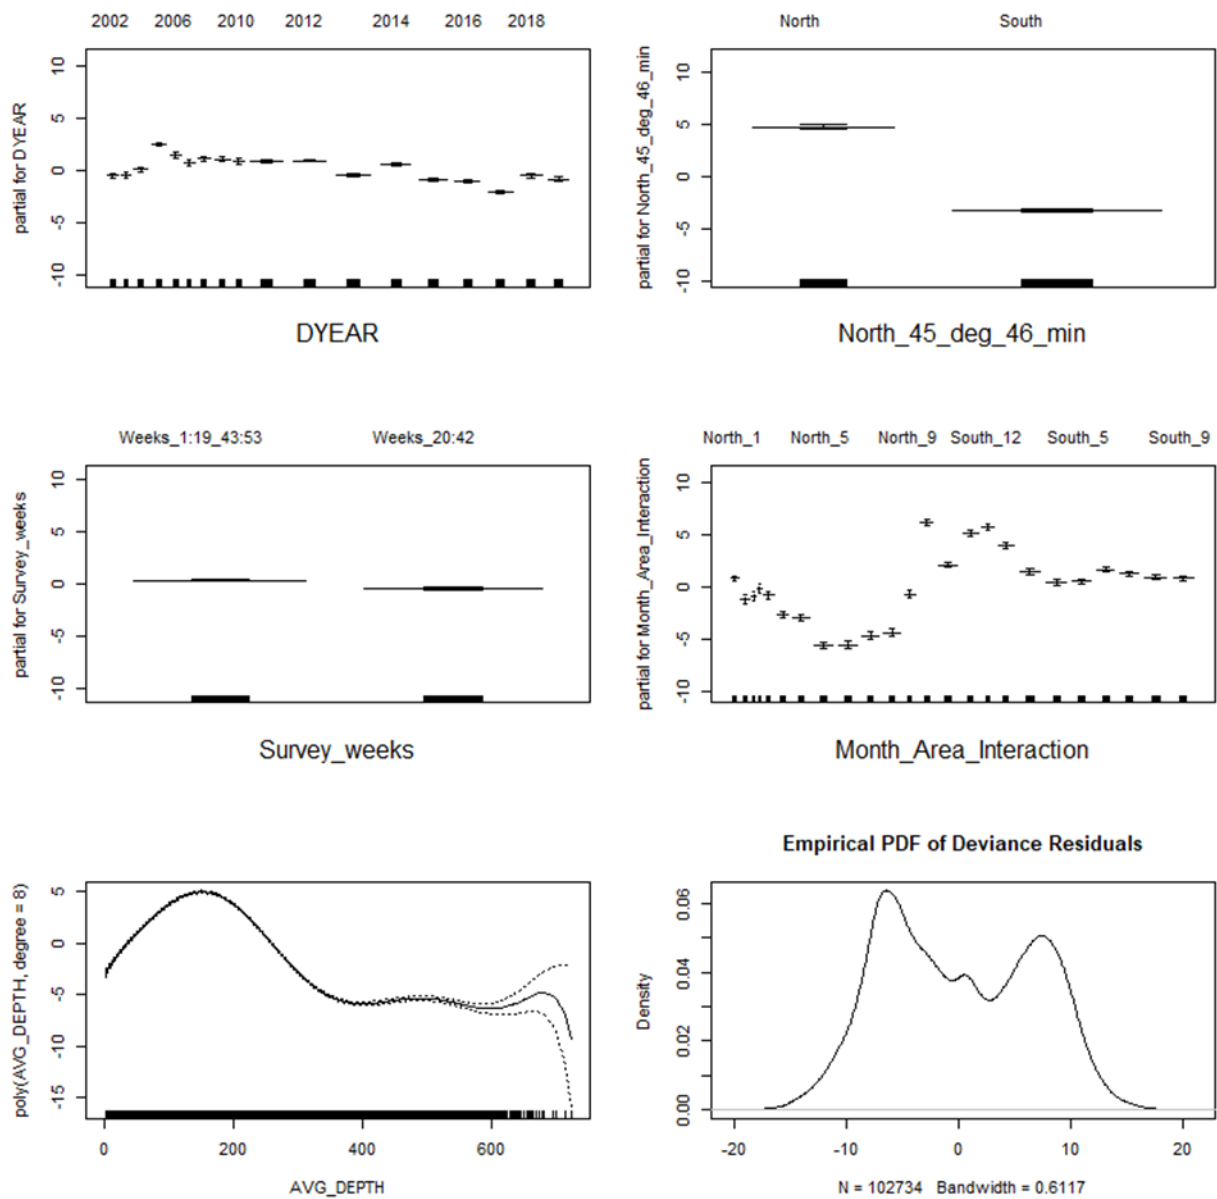 2002 2006 2010 2012 2014 2016 2018
partial for DYEAR
10
5
0
-5
-10
DYEAR
North South
partial for North_45_deg_46_min
10
5
0
-5
-10
North_45_deg_46_min
Weeks_1:19_43:53 Weeks_20:42
partial for Survey_weeks
10
5
0
-5
-10
Survey_weeks
North_1 North_5 North_9 South_12 South_5 South_9
partial for Month_Area_Interaction
10
5
0
-5
-10
Month_Area_Interaction
poly(AVG_DEPTH, degree = 8)
5
0
-5
-10
-15
0 200 400 600
AVG_DEPTH
Empirical PDF of Deviance Residuals
Density
0.06
0.04
0.02
0.00
-20 -10 0 10 20
N = 102734 Bandwidth = 0.6117